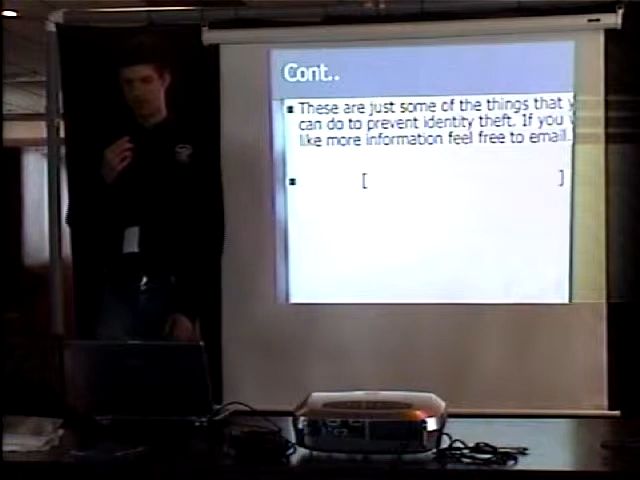 Cont..
▪ These are just some of the things that y
can do to prevent identity theft. If you w
like more information feel free to email.
▪ [ ]